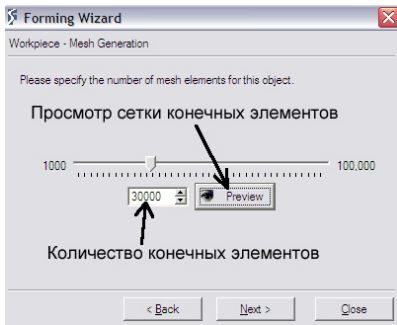 Forming Wizard
Workpiece - Mesh Generation
Please specify the number of mesh elements for this object.
Просмотр сетки конечных элементов
1000
100.000
30000
Preview
Количество конечных элементов
< Back
Next >
Close